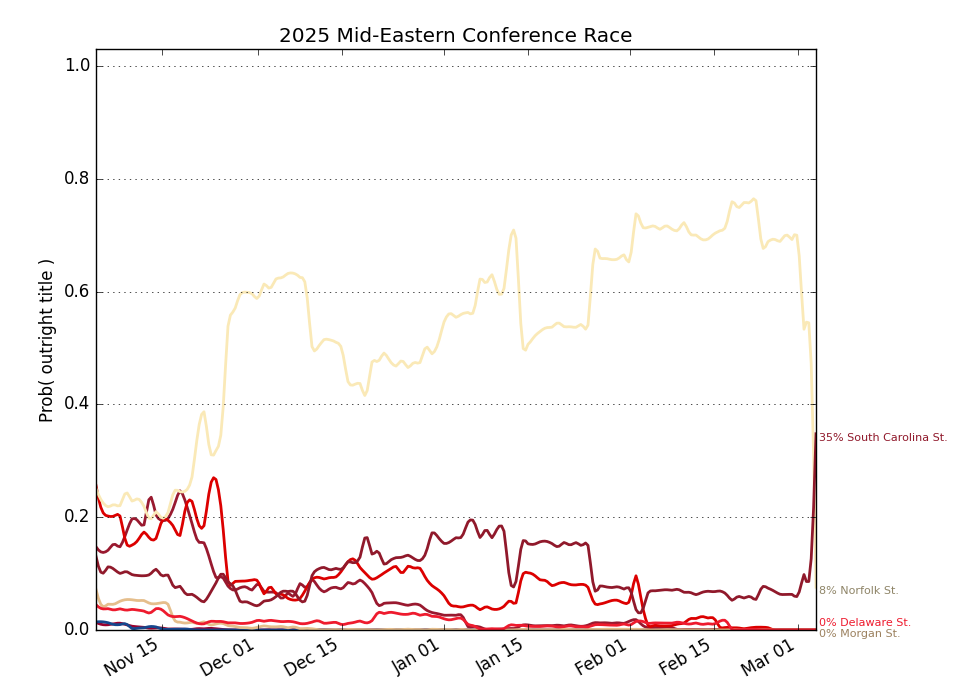 2025 Mid-Eastern Conference Race
Prob( outright title )
1.0
0.8
0.6
0.4
0.2
0.0
35% South Carolina St.
8% Norfolk St.
0% Delaware St.
0% Morgan St.
Nov 15
Dec 01
Dec 15
Jan 01
Jan 15
Feb 01
Feb 15
Mar 01